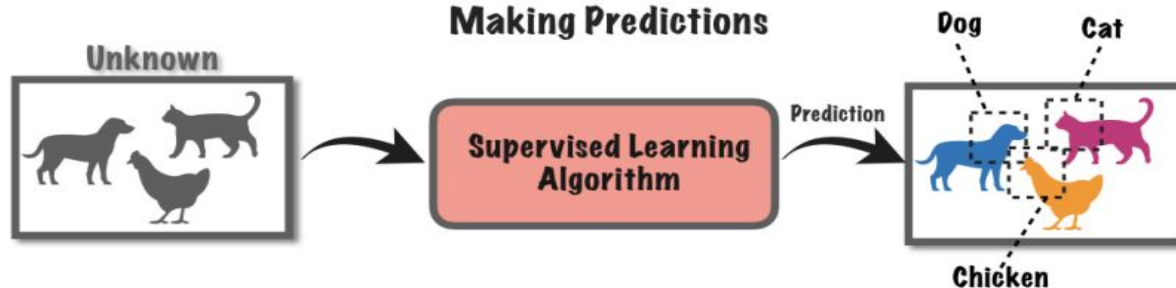 Making Predictions
Unknown
Dog
Cat
Prediction
Supervised Learning
Algorithm
Chicken